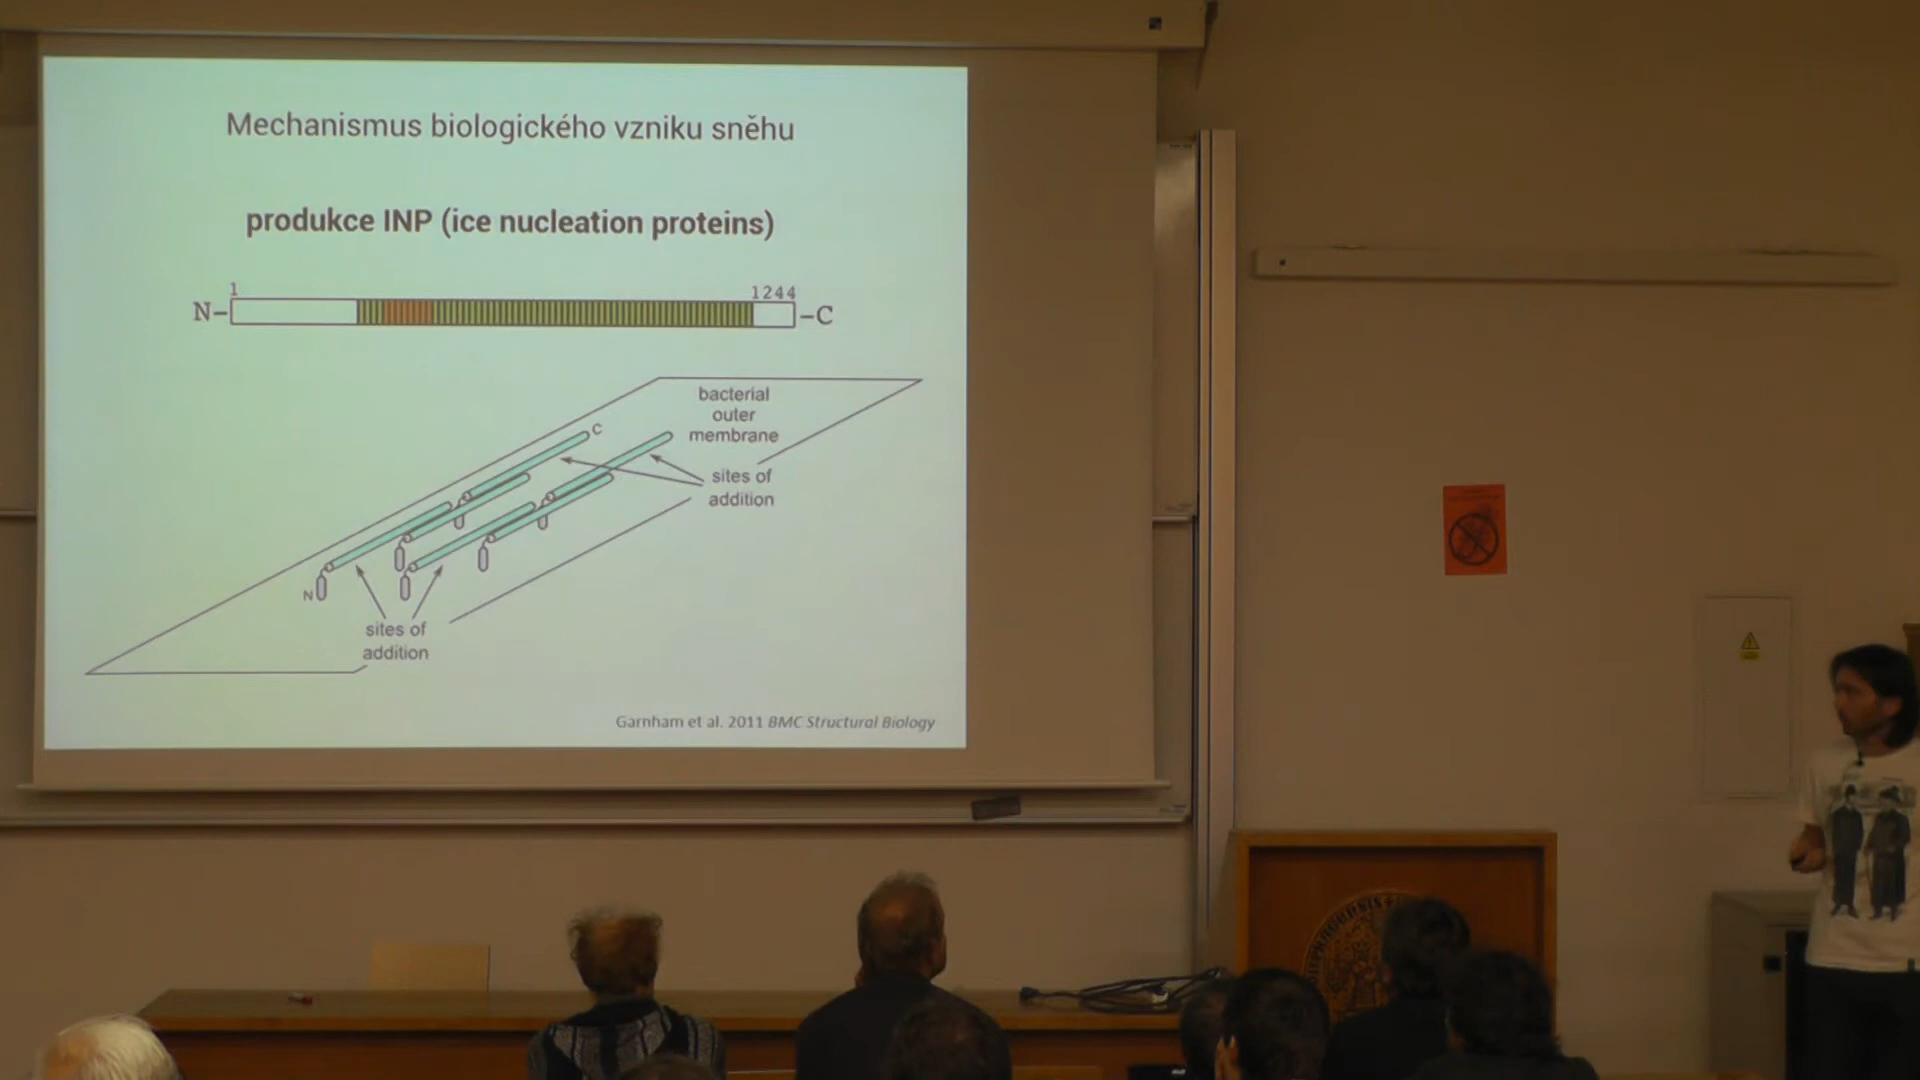 Mechanismus biologického vzniku sněhu
produkce INP (ice nucleation proteins)
1
1244
N–
–C
bacterial
outer
membrane
C
sites of
addition
N
sites of
addition
Garnham et al. 2011 BMC Structural Biology